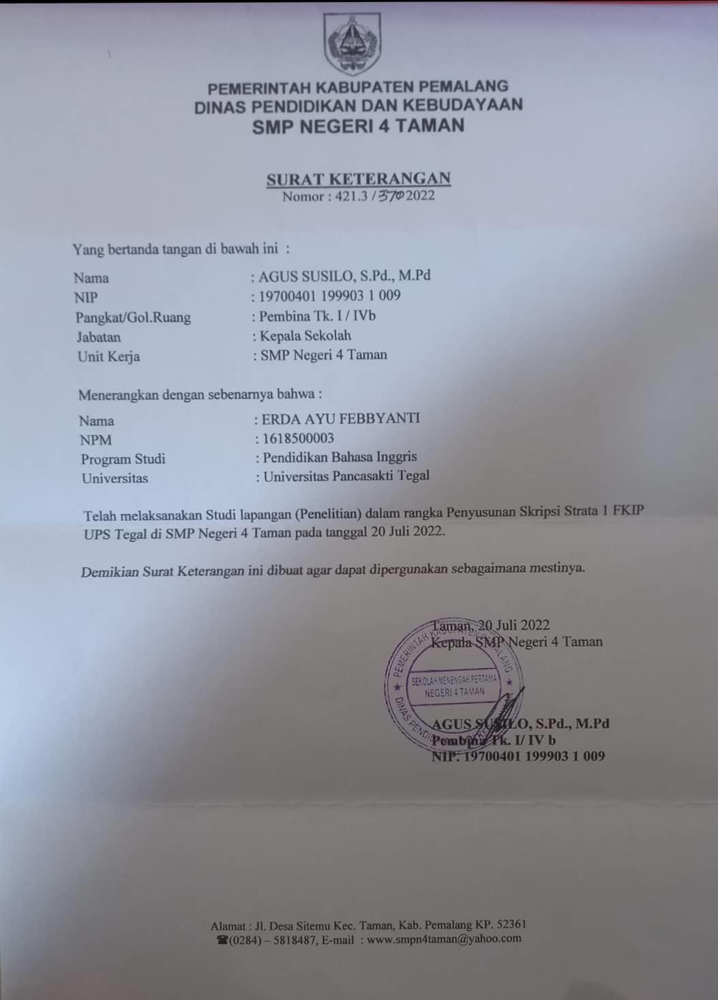 PEMERINTAH KABUPATEN PEMALANG
DINAS PENDIDIKAN DAN KEBUDAYAAN
SMP NEGERI 4 TAMAN
SURAT KETERANGAN
Nomor : 421.3 / 370 2022
Yang bertanda tangan di bawah ini :
Nama : AGUS SUSILO, S.Pd., M.Pd
NIP : 19700401 199903 1 009
Pangkat/Gol.Ruang : Pembina Tk. I / IVb
Jabatan : Kepala Sekolah
Unit Kerja : SMP Negeri 4 Taman
Menerangkan dengan sebenarnya bahwa :
Nama : ERDA AYU FEBBYANTI
NPM : 1618500003
Program Studi : Pendidikan Bahasa Inggris
Universitas : Universitas Pancasakti Tegal
Telah melaksanakan Studi lapangan (Penelitian) dalam rangka Penyusunan Skripsi Strata 1 FKIP
UPS Tegal di SMP Negeri 4 Taman pada tanggal 20 Juli 2022.
Demikian Surat Keterangan ini dibuat agar dapat dipergunakan sebagaimana mestinya.
Taman, 20 Juli 2022
Kepala SMP Negeri 4 Taman
PEMERINTAH KABUPATEN PEMALANG
SEKOLAH MENENGAH PERTAMA
NEGERI 4 TAMAN
DINAS
AGUS SUSILO, S.Pd., M.Pd
Pembina Tk. I/ IV b
NIP. 19700401 199903 1 009
Alamat : Jl. Desa Sitemu Kec. Taman, Kab. Pemalang KP. 52361
☎(0284) – 5818487, E-mail : www.smpn4taman@yahoo.com